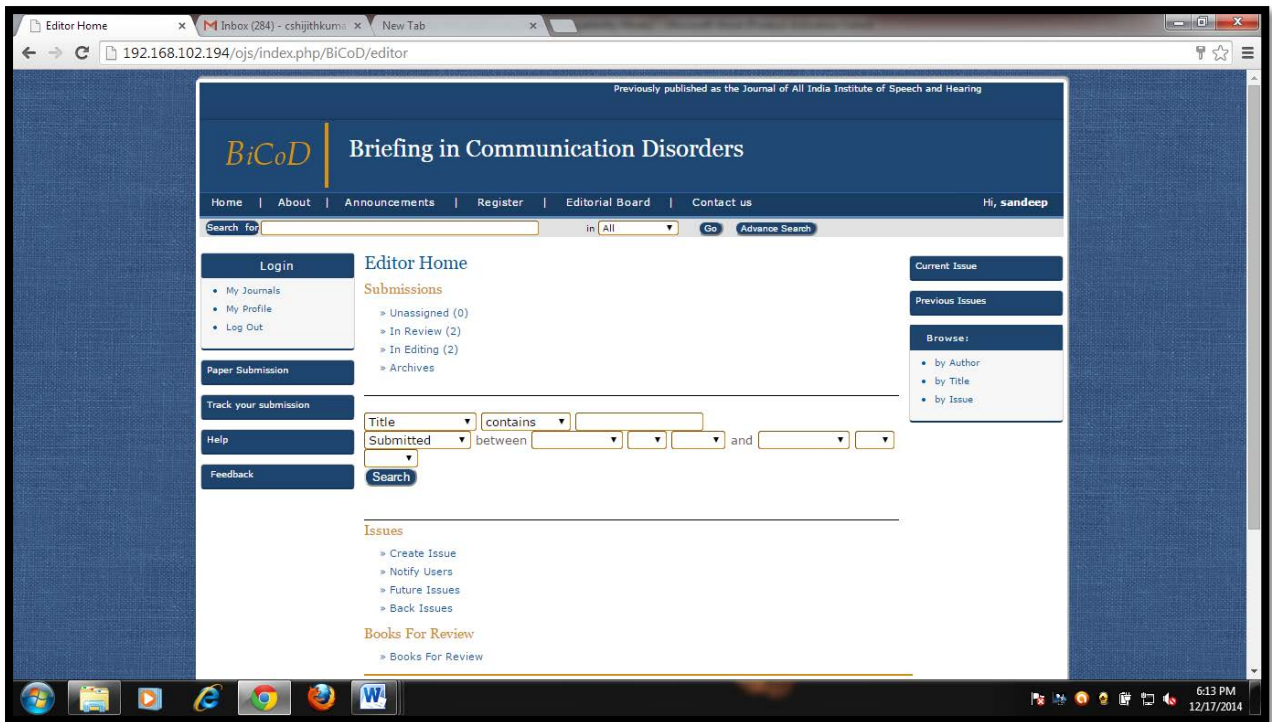 Editor Home
Inbox (284) - cshijithkuma
New Tab
192.168.102.194/ojs/index.php/BiCoD/editor
Previously published as the Journal of All India Institute of Speech and Hearing
BiCoD
Briefing in Communication Disorders
Home | About | Announcements | Register | Editorial Board | Contact us
Hi, sandeep
Search for in All Go Advance Search
Login
• My Journals
• My Profile
• Log Out
Paper Submission
Track your submission
Help
Feedback
Editor Home
Submissions
» Unassigned (0)
» In Review (2)
» In Editing (2)
» Archives
Title contains
Submitted between and
Search
Issues
» Create Issue
» Notify Users
» Future Issues
» Back Issues
Books For Review
» Books For Review
Current Issue
Previous Issues
Browse:
• by Author
• by Title
• by Issue
6:13 PM
12/17/2014